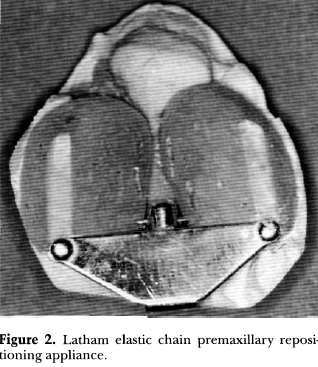 Figure 2. Latham elastic chain premaxillary reposi-
tioning appliance.